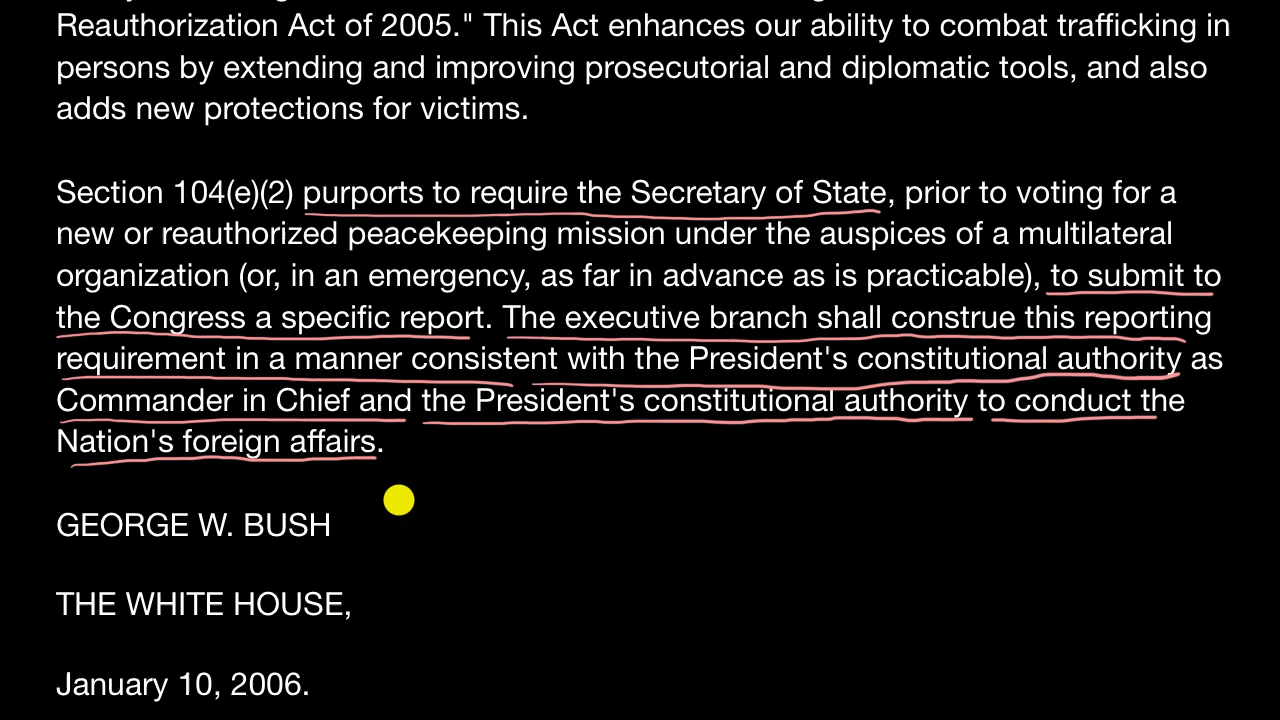 Reauthorization Act of 2005." This Act enhances our ability to combat trafficking in
persons by extending and improving prosecutorial and diplomatic tools, and also
adds new protections for victims.
Section 104(e)(2) purports to require the Secretary of State, prior to voting for a
new or reauthorized peacekeeping mission under the auspices of a multilateral
organization (or, in an emergency, as far in advance as is practicable), to submit to
the Congress a specific report. The executive branch shall construe this reporting
requirement in a manner consistent with the President's constitutional authority as
Commander in Chief and the President's constitutional authority to conduct the
Nation's foreign affairs.
GEORGE W. BUSH
THE WHITE HOUSE,
January 10, 2006.